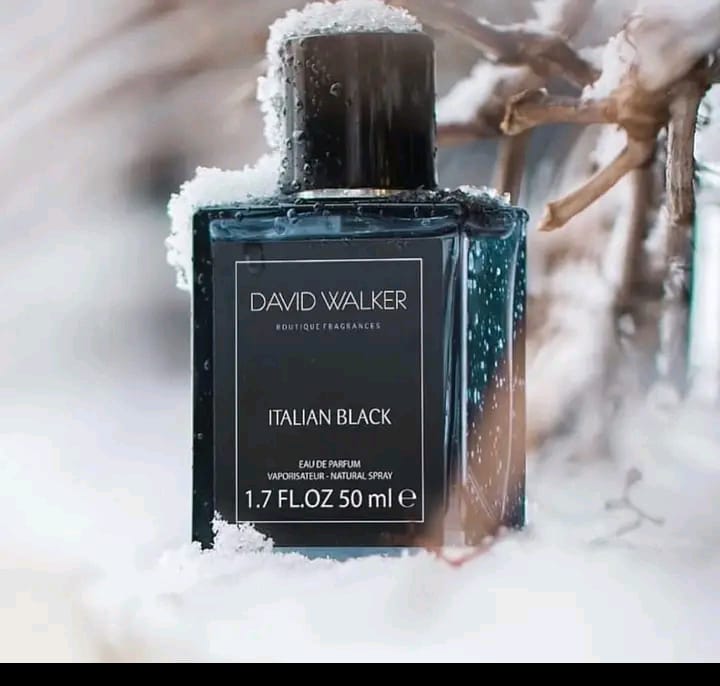 DAVID WALKER
BOUTIQUE FRAGRANCES
ITALIAN BLACK
EAU DE PARFUM
VAPORISATEUR - NATURAL SPRAY
1.7 FL.OZ 50 ml ℮